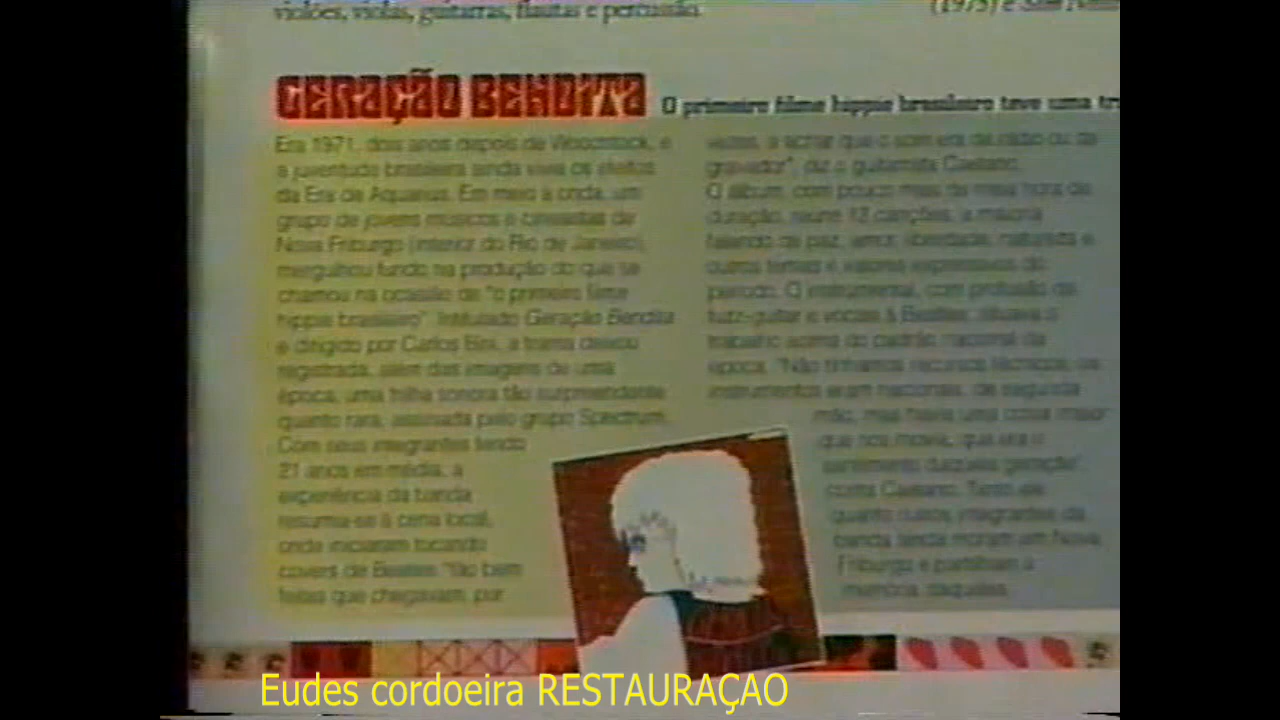 violões, violas, guitarras, flautas e percussão.
(1975) e Sim
GERAÇÃO BENDITA
O primeiro filme hippie brasileiro teve uma
Era 1971, dois anos depois de Woodstock, e
a juventude brasileira ainda vivia os efeitos
da Era de Aquarius. Em meio à onda, um
grupo de jovens músicos e cineastas de
Nova Friburgo (interior do Rio de Janeiro),
mergulhou fundo na produção do que se
chamou na ocasião de "o primeiro filme
hippie brasileiro". Intitulado Geração Bendita
e dirigido por Carlos Bini, a trama deixou
registrada, além das imagens de uma
época, uma trilha sonora tão surpreendente
quanto rara, assinada pelo grupo Spectrum.
Com seus integrantes tendo
21 anos em média, a
experiência da banda
resumia-se à cena local,
onde iniciaram tocando
covers de Beatles "tão bem
feitas que chegavam, por
vezes, a achar que o som era de rádio ou de
gravador", diz o guitarrista Caetano.
O álbum, com pouco mais de meia hora de
duração, reúne 12 canções, a maioria
falando de paz, amor, liberdade, natureza e
outros temas e valores expressivos do
período. O instrumental, com profusão de
fuzz-guitar e vocais à Beatles, situava o
trabalho acima do padrão nacional da
época. "Não tínhamos recursos técnicos, os
instrumentos eram nacionais, de segunda
mão, mas havia uma coisa maior
que nos movia, que era o
sentimento daquela geração",
conta Caetano. Tanto ele
quanto outros integrantes da
banda ainda moram em Nova
Friburgo e partilham a
memória daqueles
Eudes cordoeira RESTAURAÇAO